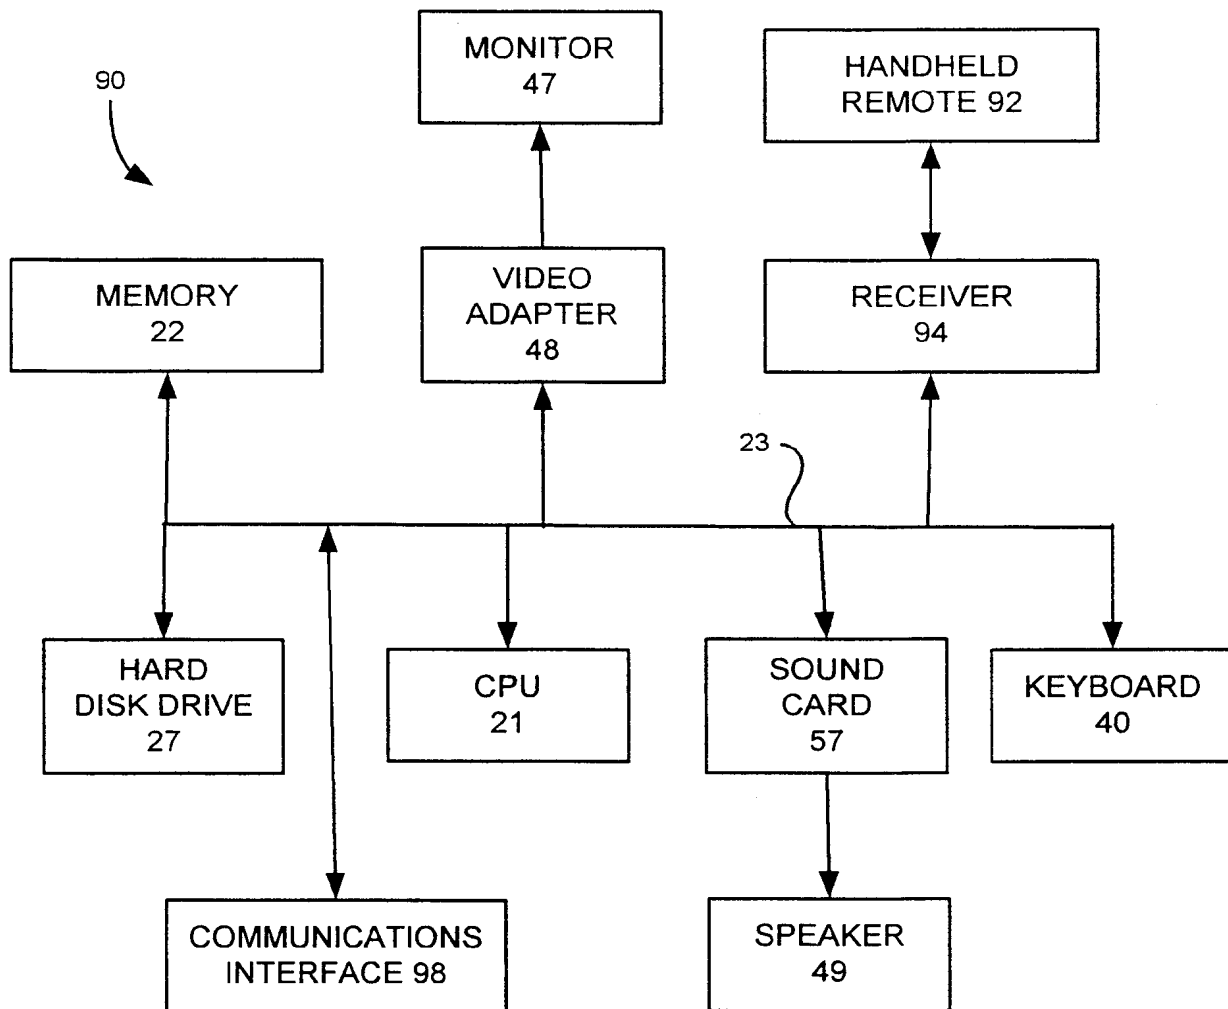 MONITOR
47
HANDHELD
REMOTE 92
90
MEMORY
22
VIDEO
ADAPTER
48
RECEIVER
94
23
HARD
DISK DRIVE
27
CPU
21
SOUND
CARD
57
KEYBOARD
40
COMMUNICATIONS
INTERFACE 98
SPEAKER
49